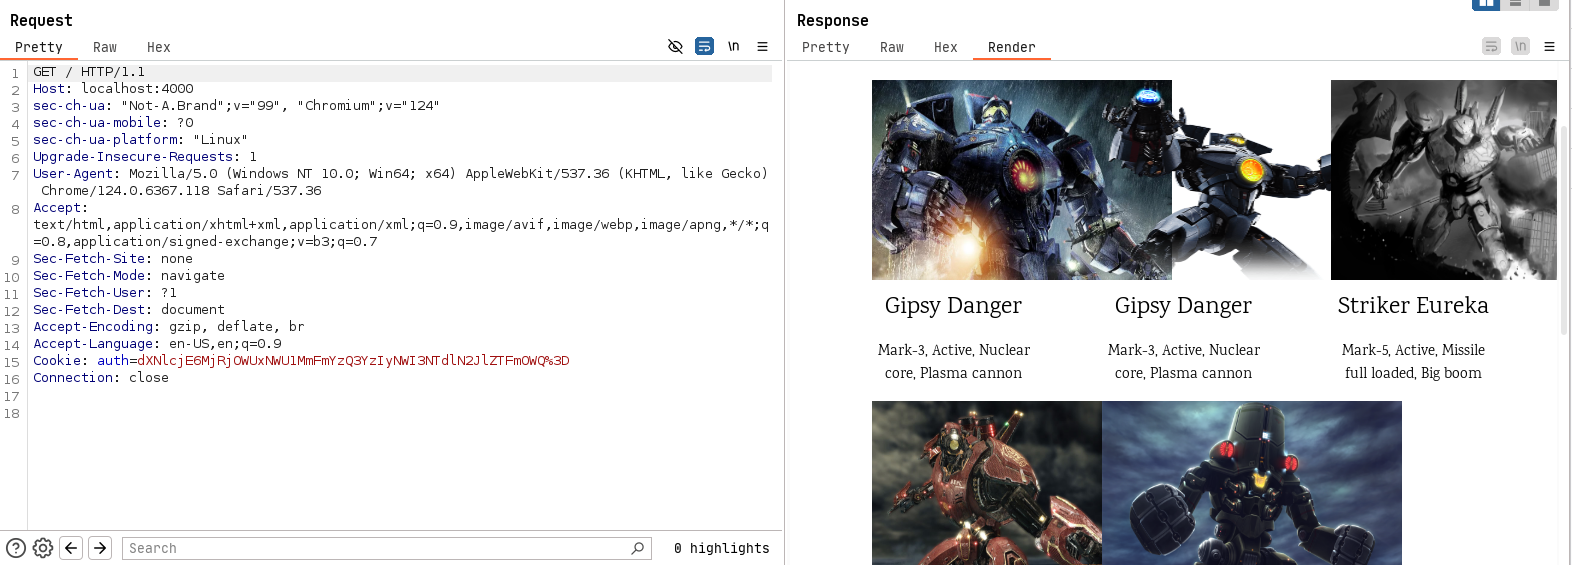 Request
Pretty Raw Hex
\n
1 GET / HTTP/1.1
2 Host: localhost:4000
3 sec-ch-ua: "Not-A.Brand";v="99", "Chromium";v="124"
4 sec-ch-ua-mobile: ?0
5 sec-ch-ua-platform: "Linux"
6 Upgrade-Insecure-Requests: 1
7 User-Agent: Mozilla/5.0 (Windows NT 10.0; Win64; x64) AppleWebKit/537.36 (KHTML, like Gecko)
Chrome/124.0.6367.118 Safari/537.36
8 Accept:
text/html,application/xhtml+xml,application/xml;q=0.9,image/avif,image/webp,image/apng,*/*;q
=0.8,application/signed-exchange;v=b3;q=0.7
9 Sec-Fetch-Site: none
10 Sec-Fetch-Mode: navigate
11 Sec-Fetch-User: ?1
12 Sec-Fetch-Dest: document
13 Accept-Encoding: gzip, deflate, br
14 Accept-Language: en-US,en;q=0.9
15 Cookie: auth=dXNlcjE6MjRjOWUxNWU1MmFmYzQ3YzIyNWI3NTdlN2JlZTFmOWQ%3D
16 Connection: close
17
18
Search
0 highlights
Response
Pretty Raw Hex Render
\n
Gipsy Danger Gipsy Danger Striker Eureka
Mark-3, Active, Nuclear Mark-3, Active, Nuclear Mark-5, Active, Missile
core, Plasma cannon core, Plasma cannon full loaded, Big boom